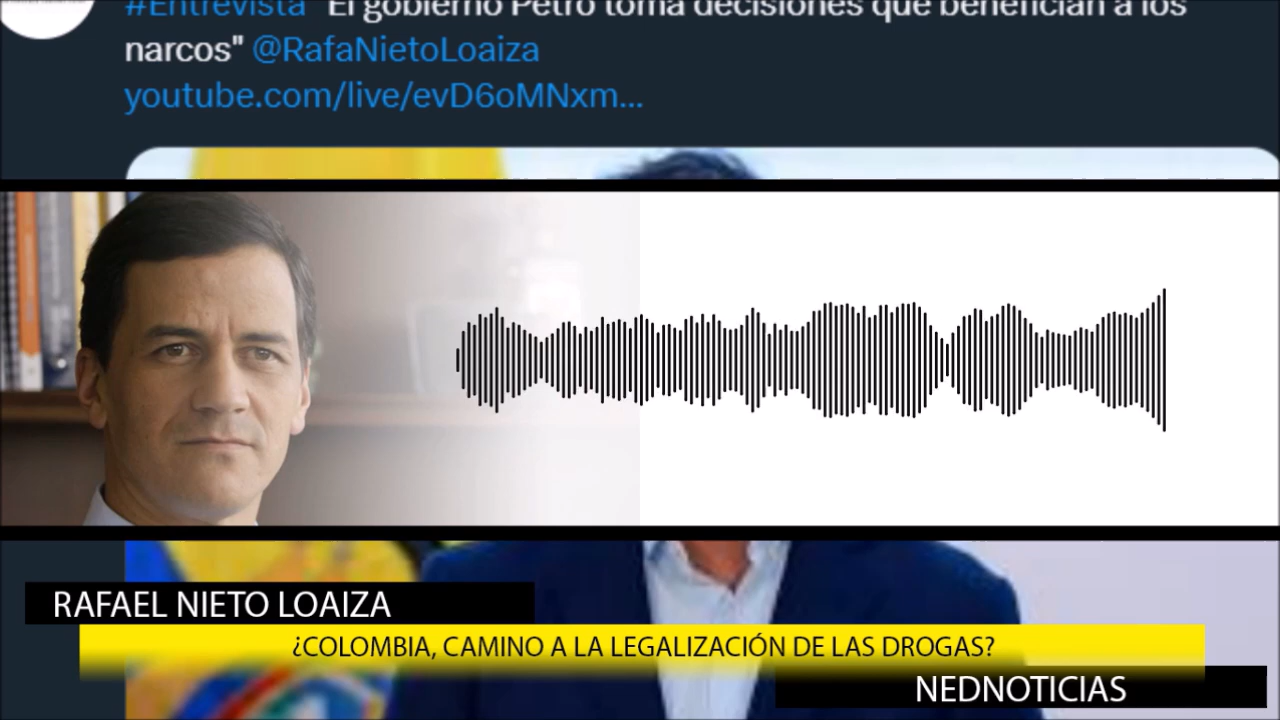 #Entrevista "El gobierno Petro toma decisiones que benefician a los
narcos" @RafaNietoLoaiza
youtube.com/live/evD6oMNxm...
RAFAEL NIETO LOAIZA
¿COLOMBIA, CAMINO A LA LEGALIZACIÓN DE LAS DROGAS?
NEDNOTICIAS